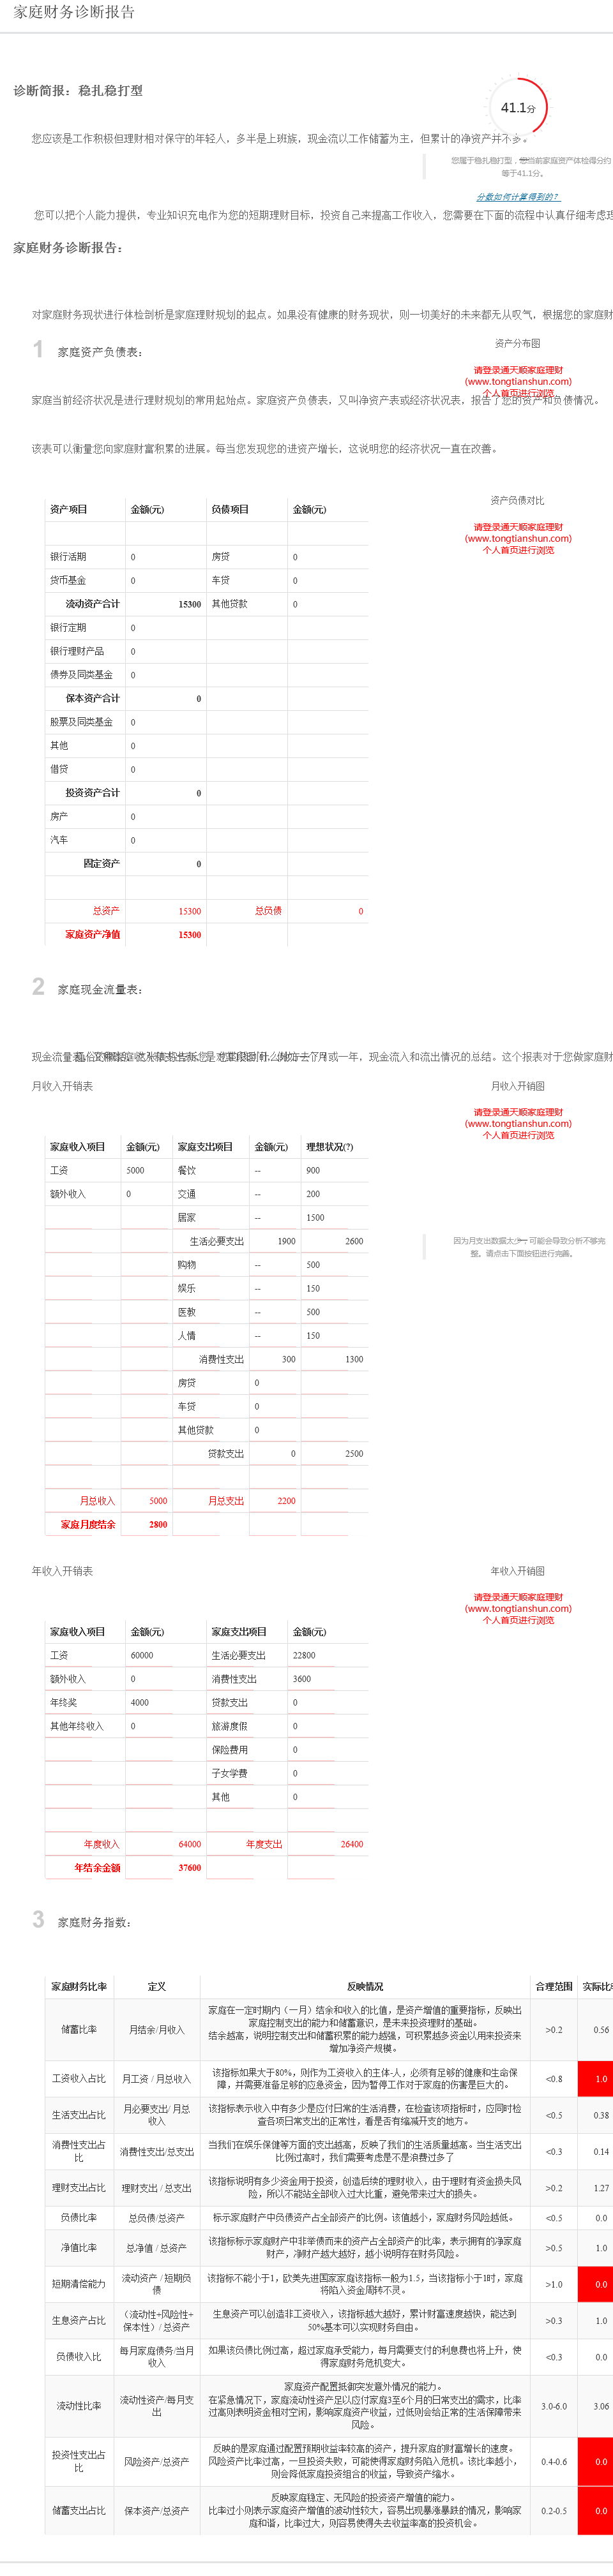 家庭财务诊断报告
诊断简报：稳扎稳打型
41.1分
您应该是工作积极但理财相对保守的年轻人，多半是上班族，现金流以工作储蓄为主，但累计的净资产并不多。
您属于稳扎稳打型，您当前家庭资产体检得分约
等于41.1分。
分数如何计算得到的?
您可以把个人能力提供，专业知识充电作为您的短期理财目标，投资自己来提高工作收入，您需要在下面的流程中认真仔细考虑理
家庭财务诊断报告：
对家庭财务现状进行体检剖析是家庭理财规划的起点。如果没有健康的财务现状，则一切美好的未来都无从叹气，根据您的家庭财
1 家庭资产负债表：
资产分布图
请登录通天顺家庭理财
(www.tongtianshun.com)
个人首页进行浏览
家庭当前经济状况是进行理财规划的常用起始点。家庭资产负债表，又叫净资产表或经济状况表，报告了您的资产和负债情况。
该表可以衡量您向家庭财富积累的进展。每当您发现您的进资产增长，这说明您的经济状况一直在改善。
资产负债对比
请登录通天顺家庭理财
(www.tongtianshun.com)
个人首页进行浏览
资产项目 金额(元) 负债项目 金额(元)
银行活期 0 房贷 0
货币基金 0 车贷 0
流动资产合计 15300 其他贷款 0
银行定期 0
银行理财产品 0
债券及同类基金 0
保本资产合计 0
股票及同类基金 0
其他 0
借贷 0
投资资产合计 0
房产 0
汽车 0
固定资产 0
总资产 15300 总负债 0
家庭资产净值 15300
2 家庭现金流量表：
现金流量表
或一年，现金流入和流出情况的总结。这个报表对于您做家庭财
月收入开销表
月收入开销图
请登录通天顺家庭理财
(www.tongtianshun.com)
个人首页进行浏览
家庭收入项目 金额(元) 家庭支出项目 金额(元) 理想状况(?)
工资 5000 餐饮 -- 900
额外收入 0 交通 -- 200
居家 -- 1500
生活必要支出 1900 2600
因为月支出数据太少，可能会导致分析不够完
整。请点击下面按钮进行完善。
购物 -- 500
娱乐 -- 150
医教 -- 500
人情 -- 150
消费性支出 300 1300
房贷 0
车贷 0
其他贷款 0
贷款支出 0 2500
月总收入 5000 月总支出 2200
家庭月度结余 2800
年收入开销表
年收入开销图
请登录通天顺家庭理财
(www.tongtianshun.com)
个人首页进行浏览
家庭收入项目 金额(元) 家庭支出项目 金额(元)
工资 60000 生活必要支出 22800
额外收入 0 消费性支出 3600
年终奖 4000 贷款支出 0
其他年终收入 0 旅游度假 0
保险费用 0
子女学费 0
其他 0
年度收入 64000 年度支出 26400
年结余金额 37600
3 家庭财务指数：
家庭财务比率 定义 反映情况 合理范围 实际比率
储蓄比率 月结余/月收入 家庭在一定时期内（一月）结余和收入的比值，是资产增值的重要指标，反映出
家庭控制支出的能力和储蓄意识，是未来投资理财的基础。
结余越高，说明控制支出和储蓄积累的能力越强，可积累越多资金以用来投资来
增加净资产规模。 >0.2 0.56
工资收入占比 月工资 / 月总收入 该指标如果大于80%，则作为工资收入的主体-人，必须有足够的健康和生命保
障，并需要准备足够的应急资金，因为暂停工作对于家庭的伤害是巨大的。 <0.8 1.0
生活支出占比 月必要支出/ 月总
收入 该指标表示收入中有多少是应付日常的生活消费，在检查该项指标时，应同时检
查各项日常支出的正常性，看是否有缩减开支的地方。 <0.5 0.38
消费性支出占
比 消费性支出/总支出 当我们在娱乐保健等方面的支出越高，反映了我们的生活质量越高。当生活支出
比例过高时，我们需要考虑是不是浪费过多了 <0.3 0.14
理财支出占比 理财支出 / 总支出 该指标说明有多少资金用于投资，创造后续的理财收入，由于理财有资金损失风
险，所以不能站全部收入过大比重，避免带来过大的损失。 >0.2 1.27
负债比率 总负债/总资产 标示家庭财产中负债资产占全部资产的比例。该值越小，家庭财务风险越低。 <0.5 0.0
净值比率 总净值 / 总资产 该指标标示家庭财产中非举债而来的资产占全部资产的比率，表示拥有的净家庭
财产，净财产越大越好，越小说明存在财务风险。 >0.5 1.0
短期清偿能力 流动资产 / 短期负
债 该指标不能小于1，欧美先进国家家庭该指标一般为1.5，当该指标小于1时，家庭
将陷入资金周转不灵。 >1.0 0.0
生息资产占比 （流动性+风险性+
保本性）/ 总资产 生息资产可以创造非工资收入，该指标越大越好，累计财富速度越快，能达到
50%基本可以实现财务自由。 >0.3 1.0
负债收入比 每月家庭债务/当月
收入 如果该负债比例过高，超过家庭承受能力，每月需要支付的利息费也将上升，使
得家庭财务危机变大。 <0.3 0.0
流动性比率 流动性资产/每月支
出 家庭资产配置抵御突发意外情况的能力。
在紧急情况下，家庭流动性资产足以应付家庭3至6个月的日常支出的需求，比率
过高则表明资金相对空闲，影响家庭资产收益，过低则会给正常的生活保障带来
风险。 3.0-6.0 3.06
投资性支出占
比 风险资产/总资产 反映的是家庭通过配置预期收益率较高的资产，提升家庭的财富增长的速度。
风险资产比率过高，一旦投资失败，可能使得家庭财务陷入危机。该比率越小，
则会降低家庭投资组合的收益，导致资产缩水。 0.4-0.6 0.0
储蓄支出占比 保本资产/总资产 反映家庭稳定、无风险的投资资产增值的能力。
比率过小则表示家庭资产增值的波动性较大，容易出现暴涨暴跌的情况，影响家
庭和谐，比率过大，则容易使得失去收益率高的投资机会。 0.2-0.5 0.0